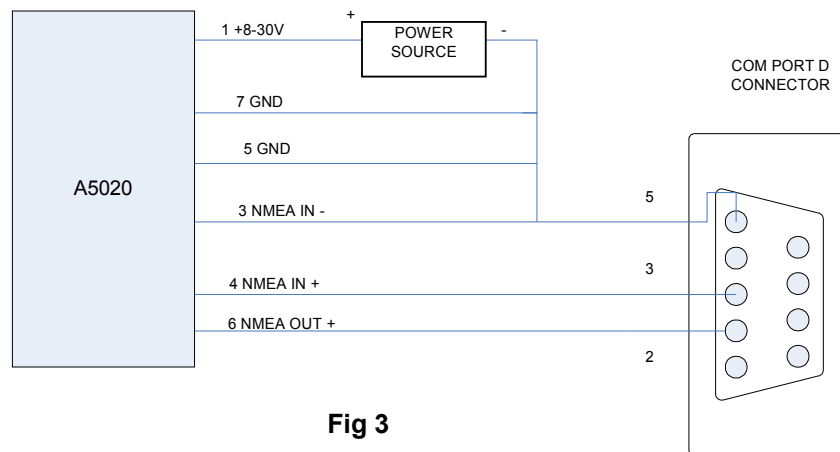 1 +8-30V
+
POWER
SOURCE
-
COM PORT D
CONNECTOR
7 GND
5 GND
A5020
3 NMEA IN -
5
4 NMEA IN +
3
6 NMEA OUT +
2
Fig 3